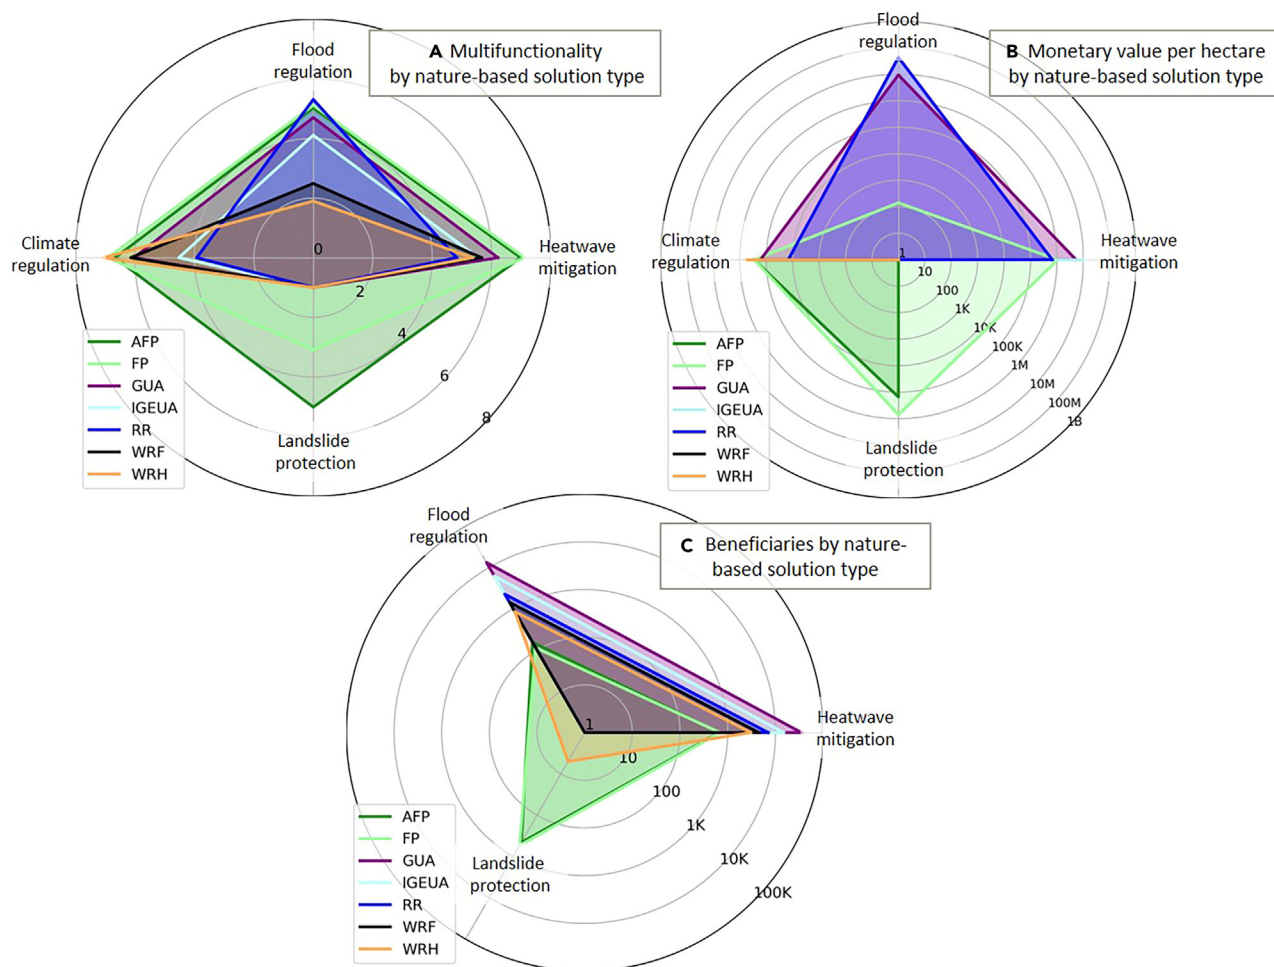 A Multifunctionality
by nature-based solution type
Flood
regulation
Climate
regulation
Heatwave
mitigation
Landslide
protection
0
2
4
6
8
AFP
FP
GUA
IGEUA
RR
WRF
WRH
B Monetary value per hectare
by nature-based solution type
Flood
regulation
Climate
regulation
Heatwave
mitigation
Landslide
protection
1
10
100
1K
10K
100K
1M
10M
100M
1B
AFP
FP
GUA
IGEUA
RR
WRF
WRH
C Beneficiaries by nature-
based solution type
Flood
regulation
Heatwave
mitigation
Landslide
protection
1
10
100
1K
10K
100K
AFP
FP
GUA
IGEUA
RR
WRF
WRH